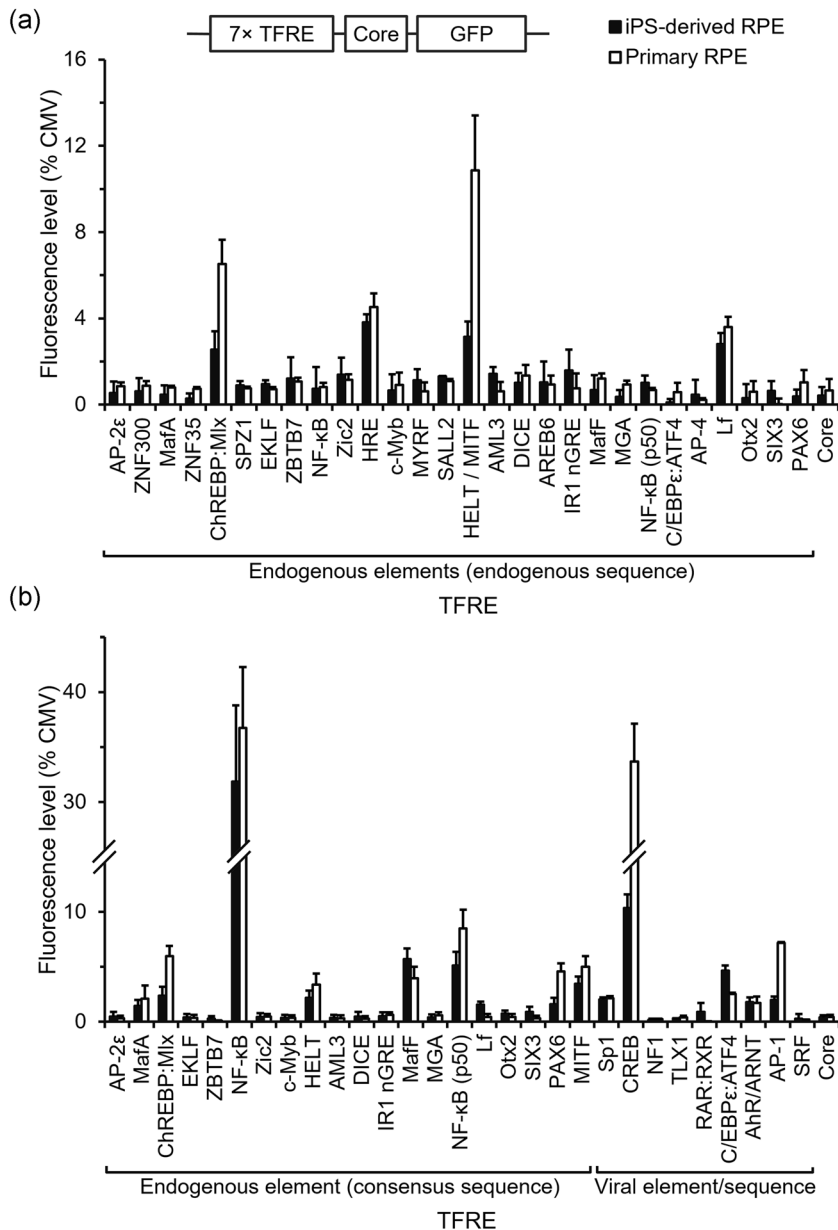 (a)
7× TFRE
Core
GFP
iPS-derived RPE
Primary RPE
Fluorescence level (% CMV)
16
12
8
4
0
AP-2ε
ZNF300
MafA
ZNF35
ChREBP:Mlx
SPZ1
EKLF
ZBTB7
NF-κB
Zic2
HRE
c-Myb
MYRF
SALL2
HELT / MITF
AML3
DICE
AREB6
IR1 nGRE
MafF
MGA
NF-κB (p50)
C/EBPε:ATF4
AP-4
Lf
Otx2
SIX3
PAX6
Core
Endogenous elements (endogenous sequence)
TFRE
(b)
Fluorescence level (% CMV)
40
30
10
0
AP-2ε
MafA
ChREBP:Mlx
EKLF
ZBTB7
NF-κB
Zic2
c-Myb
HELT
AML3
DICE
IR1 nGRE
MafF
MGA
NF-κB (p50)
Lf
Otx2
SIX3
PAX6
MITF
Sp1
CREB
NF1
TLX1
RAR:RXR
C/EBPε:ATF4
AhR/ARNT
AP-1
SRF
Core
Endogenous element (consensus sequence)
Viral element/sequence
TFRE